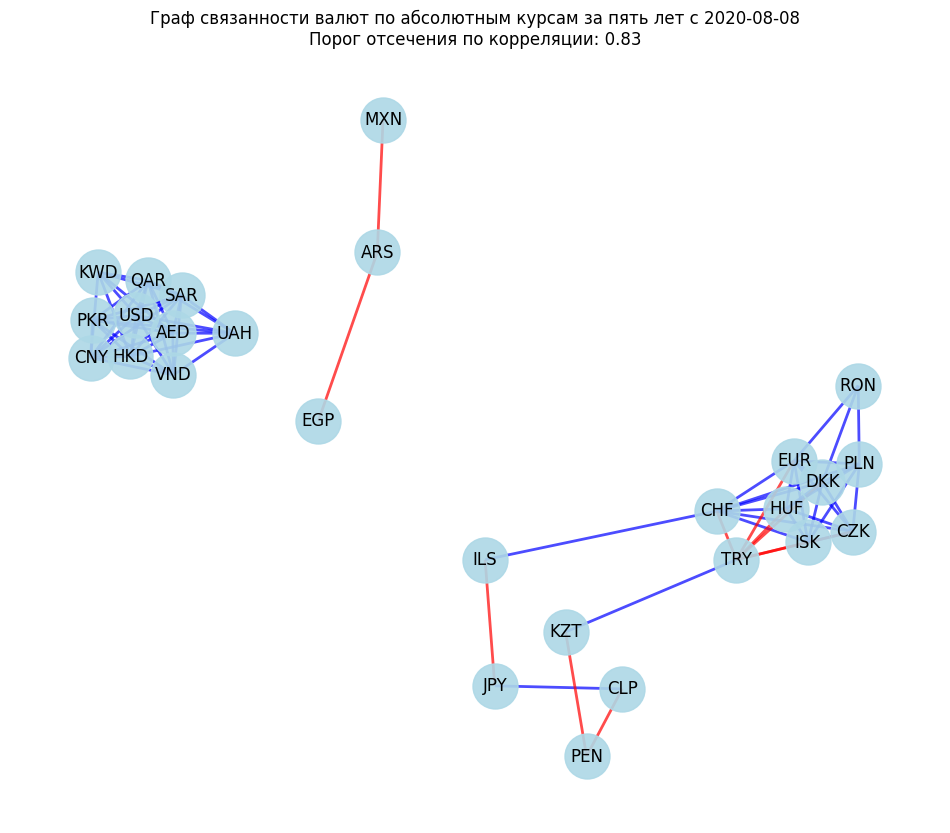 Граф связанности валют по абсолютным курсам за пять лет с 2020-08-08
Порог отсечения по корреляции: 0.83
MXN
ARS
KWD
QAR
SAR
USD
PKR
AED
UAH
CNY
HKD
VND
RON
EGP
EUR
PLN
DKK
CHF
HUF
CZK
ISK
ILS
TRY
KZT
JPY
CLP
PEN